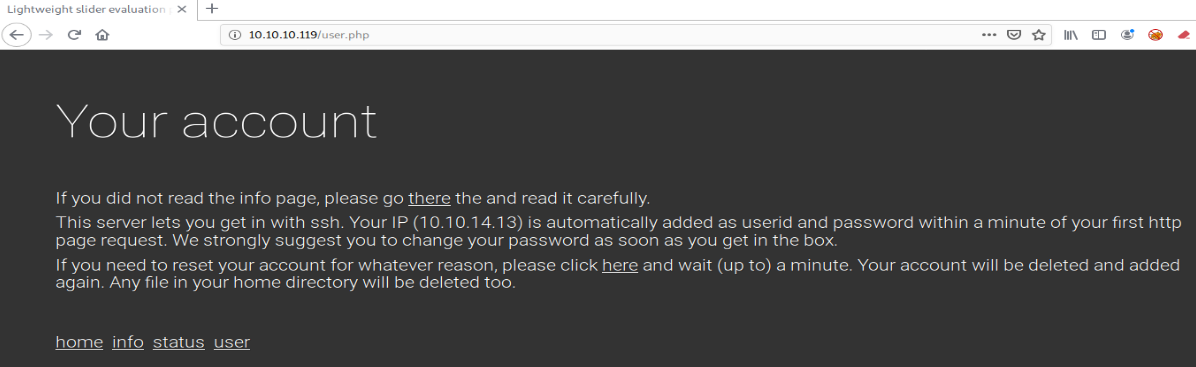 Lightweight slider evaluation
10.10.10.119/user.php
Your account
If you did not read the info page, please go there the and read it carefully.
This server lets you get in with ssh. Your IP (10.10.14.13) is automatically added as userid and password within a minute of your first http
page request. We strongly suggest you to change your password as soon as you get in the box.
If you need to reset your account for whatever reason, please click here and wait (up to) a minute. Your account will be deleted and added
again. Any file in your home directory will be deleted too.
home info status user